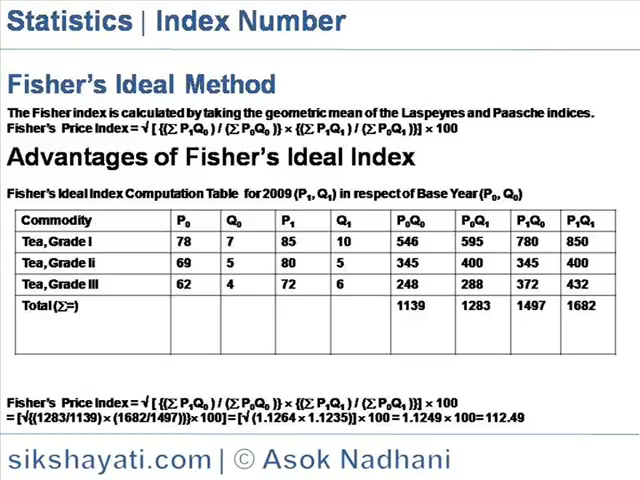 Statistics | Index Number
Fisher's Ideal Method
The Fisher index is calculated by taking the geometric mean of the Laspeyres and Paasche indices.
Fisher's Price Index = √ [ {(∑ P₁Q₀ ) / (∑ P₀Q₀ )} × {(∑ P₁Q₁ ) / (∑ P₀Q₁ )}] × 100
Advantages of Fisher's Ideal Index
Fisher's Ideal Index Computation Table for 2009 (P₁, Q₁) in respect of Base Year (P₀, Q₀)
Commodity P₀ Q₀ P₁ Q₁ P₀Q₀ P₀Q₁ P₁Q₀ P₁Q₁
Tea, Grade I 78 7 85 10 546 595 780 850
Tea, Grade Ii 69 5 80 5 345 400 345 400
Tea, Grade III 62 4 72 6 248 288 372 432
Total (∑=) 1139 1283 1497 1682
Fisher's Price Index = √ [ {(∑ P₁Q₀ ) / (∑ P₀Q₀ )} × {(∑ P₁Q₁ ) / (∑ P₀Q₁ )}] × 100
= [√{(1283/1139) × (1682/1497)}× 100] = [√ (1.1264 × 1.1235)] × 100 = 1.1249 × 100 = 112.49
sikshayati.com | © Asok Nadhani